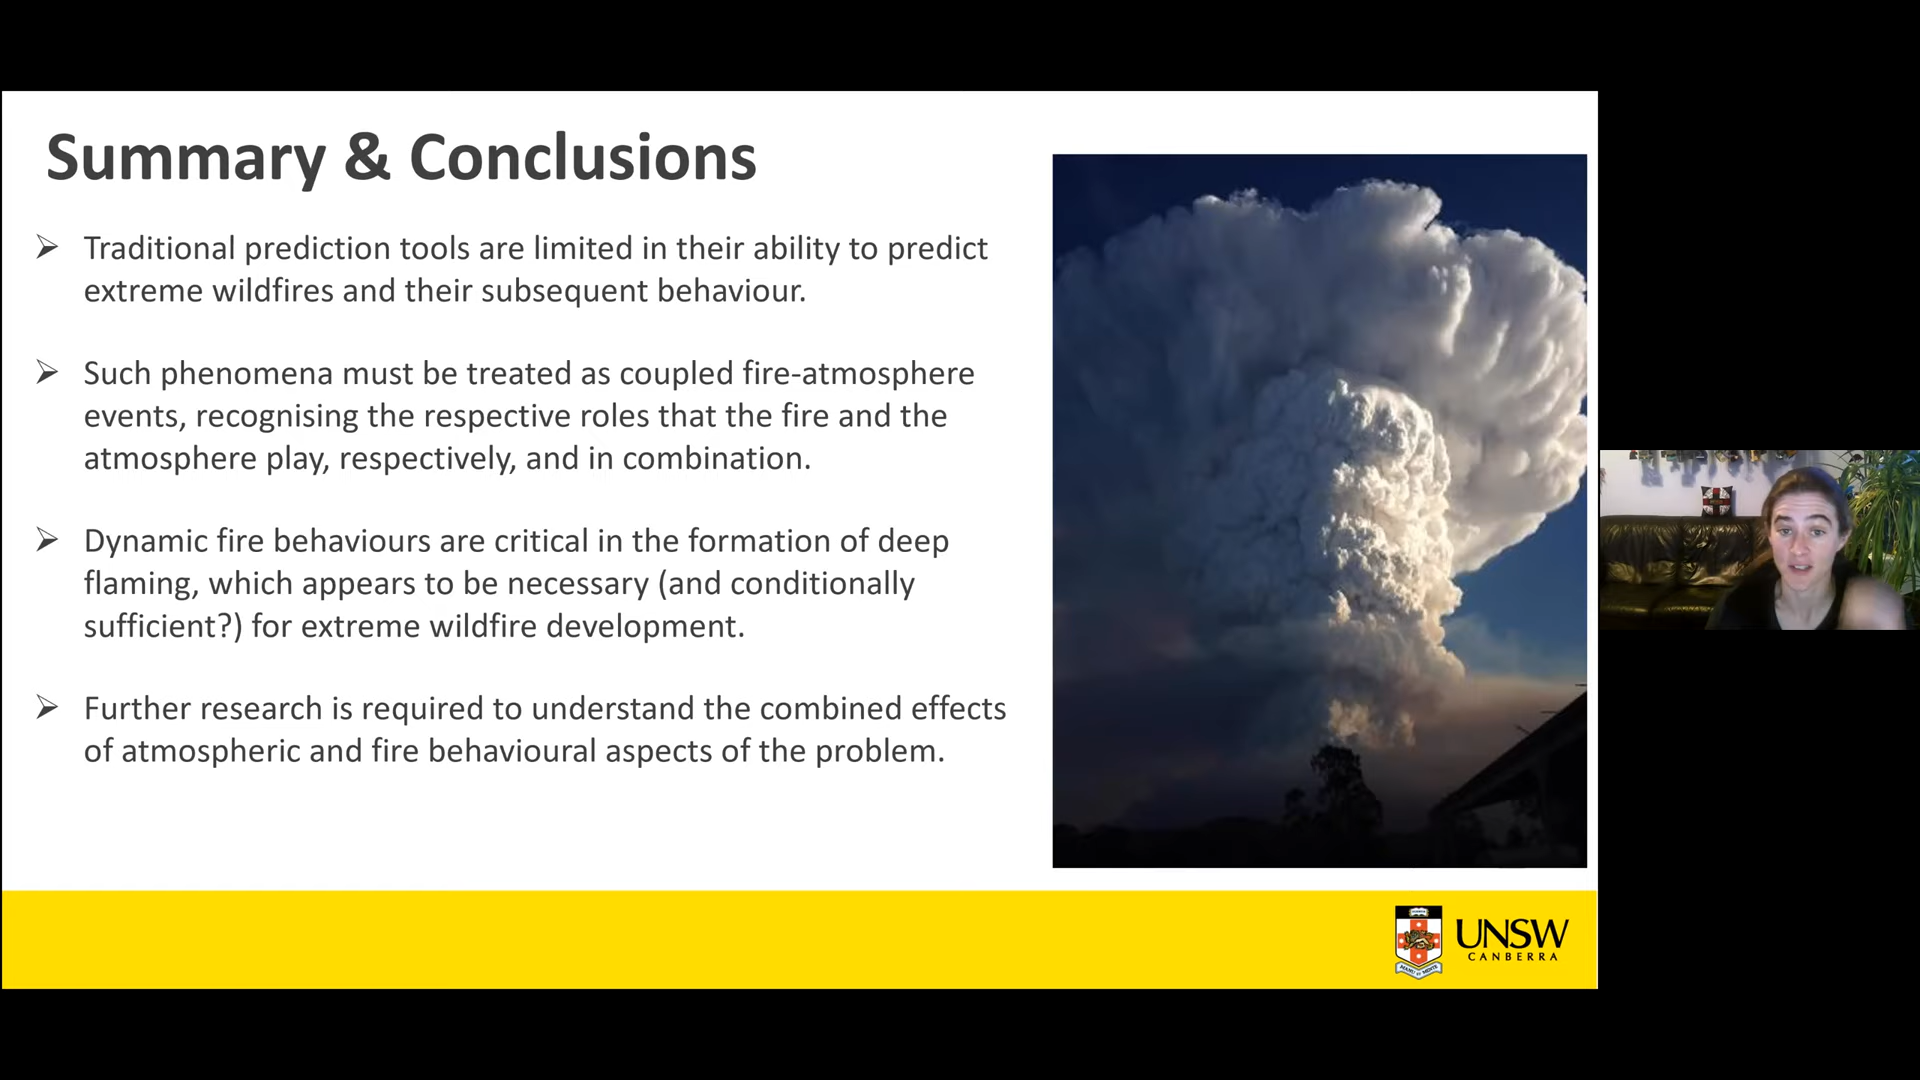 Summary & Conclusions
➢ Traditional prediction tools are limited in their ability to predict
extreme wildfires and their subsequent behaviour.
➢ Such phenomena must be treated as coupled fire-atmosphere
events, recognising the respective roles that the fire and the
atmosphere play, respectively, and in combination.
➢ Dynamic fire behaviours are critical in the formation of deep
flaming, which appears to be necessary (and conditionally
sufficient?) for extreme wildfire development.
➢ Further research is required to understand the combined effects
of atmospheric and fire behavioural aspects of the problem.
UNSW
CANBERRA